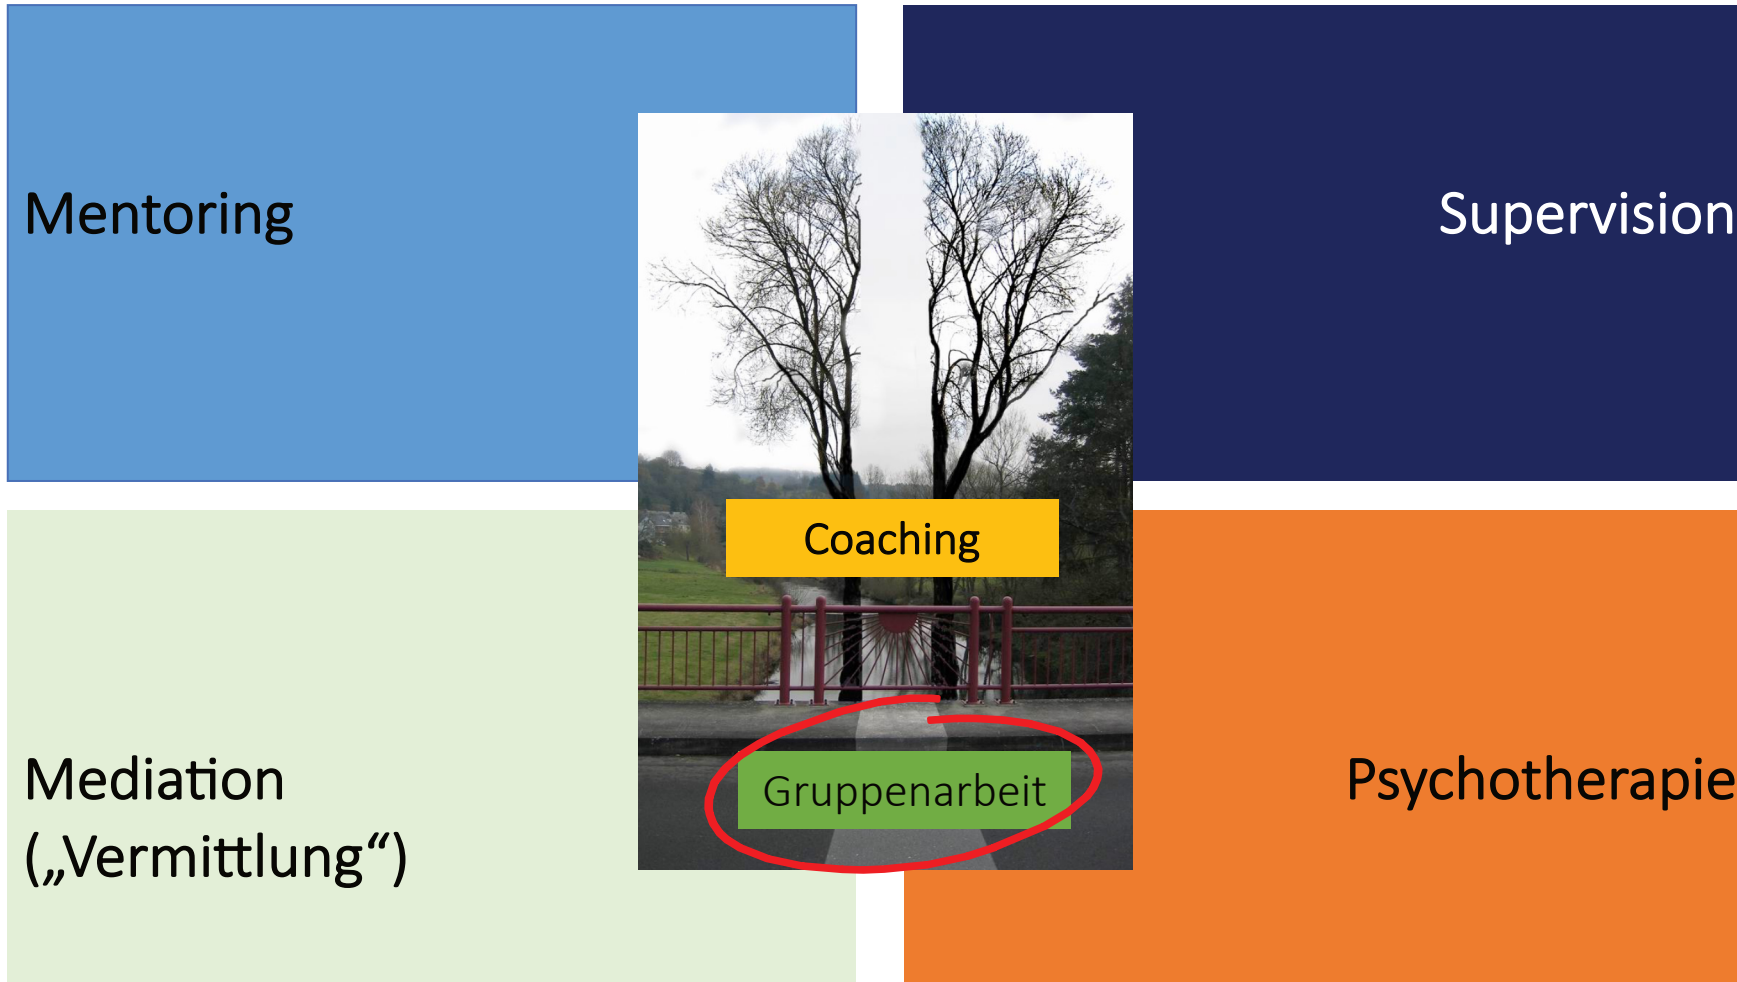 Mentoring
Supervision
Coaching
Mediation
(„Vermittlung“)
Psychotherapie
Gruppenarbeit